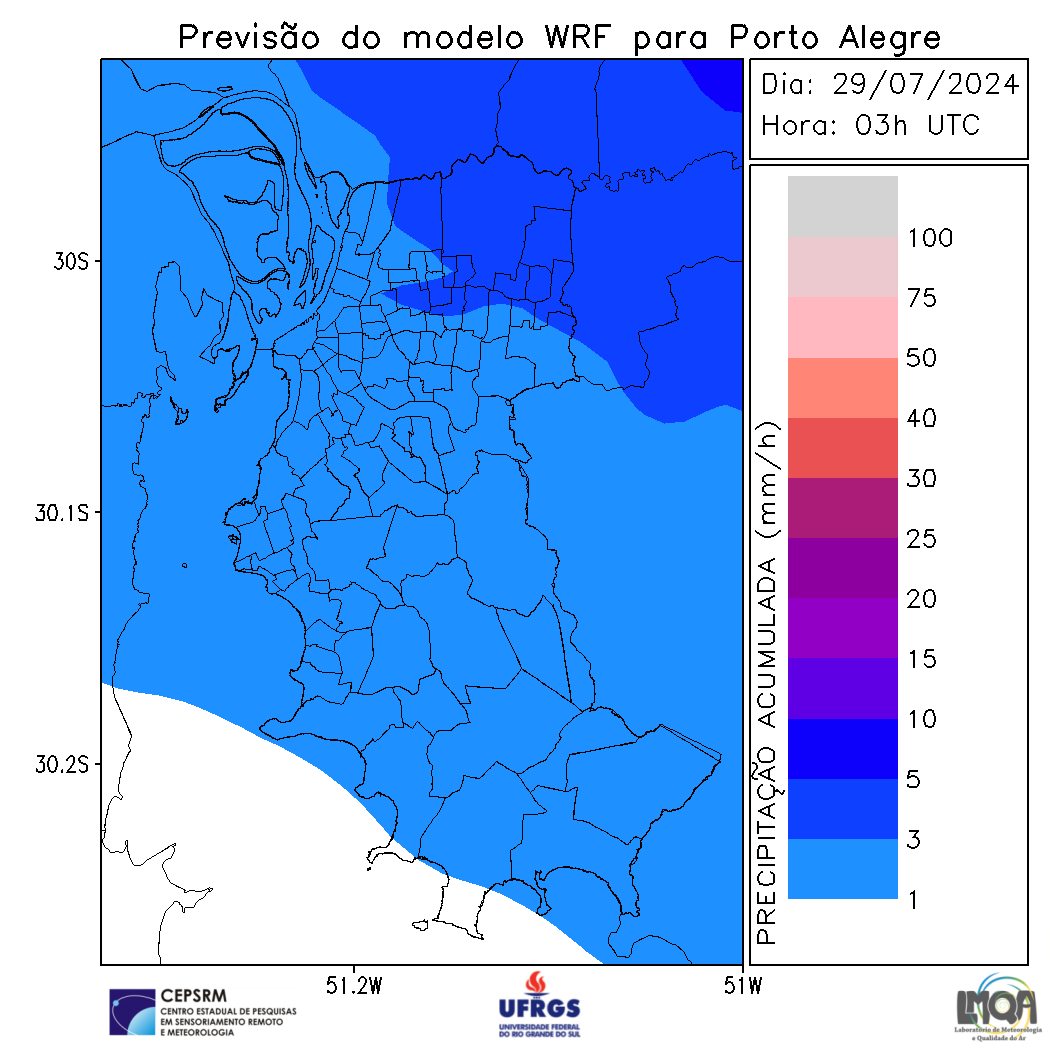 Previsão do modelo WRF para Porto Alegre
Dia: 29/07/2024
Hora: 03h UTC
30S
30.1S
30.2S
51.2W
51W
PRECIPITAÇÃO ACUMULADA (mm/h)
100
75
50
40
30
25
20
15
10
5
3
1
CEPSRM
CENTRO ESTADUAL DE PESQUISAS
EM SENSORIAMENTO REMOTO
E METEOROLOGIA
UFRGS
UNIVERSIDADE FEDERAL
DO RIO GRANDE DO SUL
LMQA
Laboratório de Meteorologia
e Qualidade do Ar